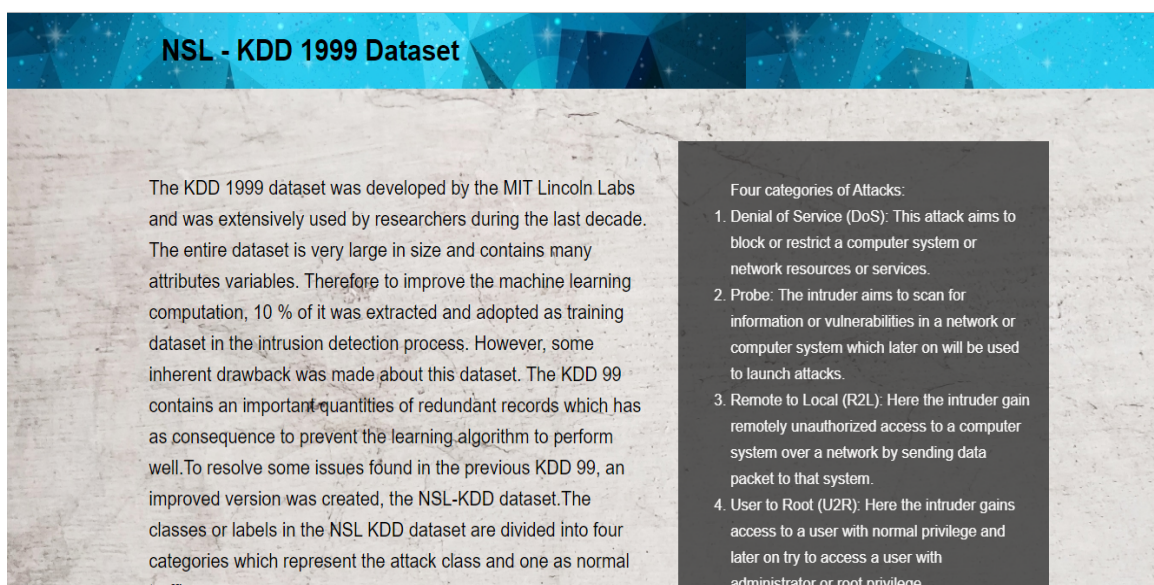 NSL - KDD 1999 Dataset
The KDD 1999 dataset was developed by the MIT Lincoln Labs
and was extensively used by researchers during the last decade.
The entire dataset is very large in size and contains many
attributes variables. Therefore to improve the machine learning
computation, 10 % of it was extracted and adopted as training
dataset in the intrusion detection process. However, some
inherent drawback was made about this dataset. The KDD 99
contains an important quantities of redundant records which has
as consequence to prevent the learning algorithm to perform
well.To resolve some issues found in the previous KDD 99, an
improved version was created, the NSL-KDD dataset.The
classes or labels in the NSL KDD dataset are divided into four
categories which represent the attack class and one as normal
Four categories of Attacks:
1. Denial of Service (DoS): This attack aims to
block or restrict a computer system or
network resources or services.
2. Probe: The intruder aims to scan for
information or vulnerabilities in a network or
computer system which later on will be used
to launch attacks.
3. Remote to Local (R2L): Here the intruder gain
remotely unauthorized access to a computer
system over a network by sending data
packet to that system.
4. User to Root (U2R): Here the intruder gains
access to a user with normal privilege and
later on try to access a user with
administrator or root privilege